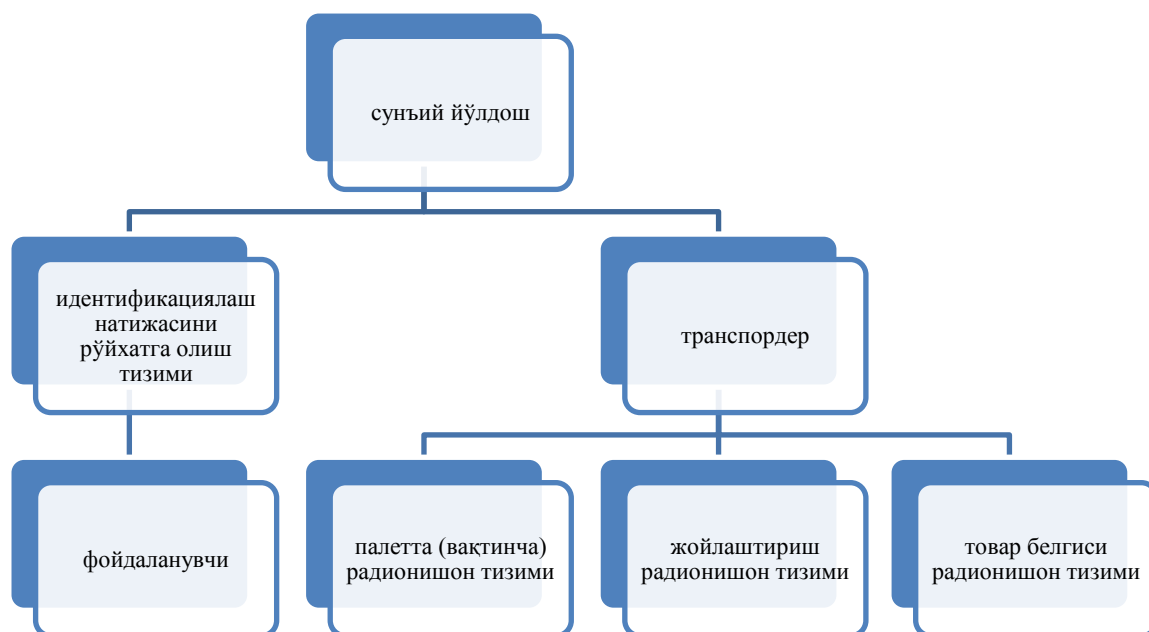 сунъий йўлдош
идентификациялаш
натижасини
рўйхатга олиш
тизими
транспордер
фойдаланувчи
палетта (вақтинча)
радионишон тизими
жойлаштириш
радионишон тизими
товар белгиси
радионишон тизими